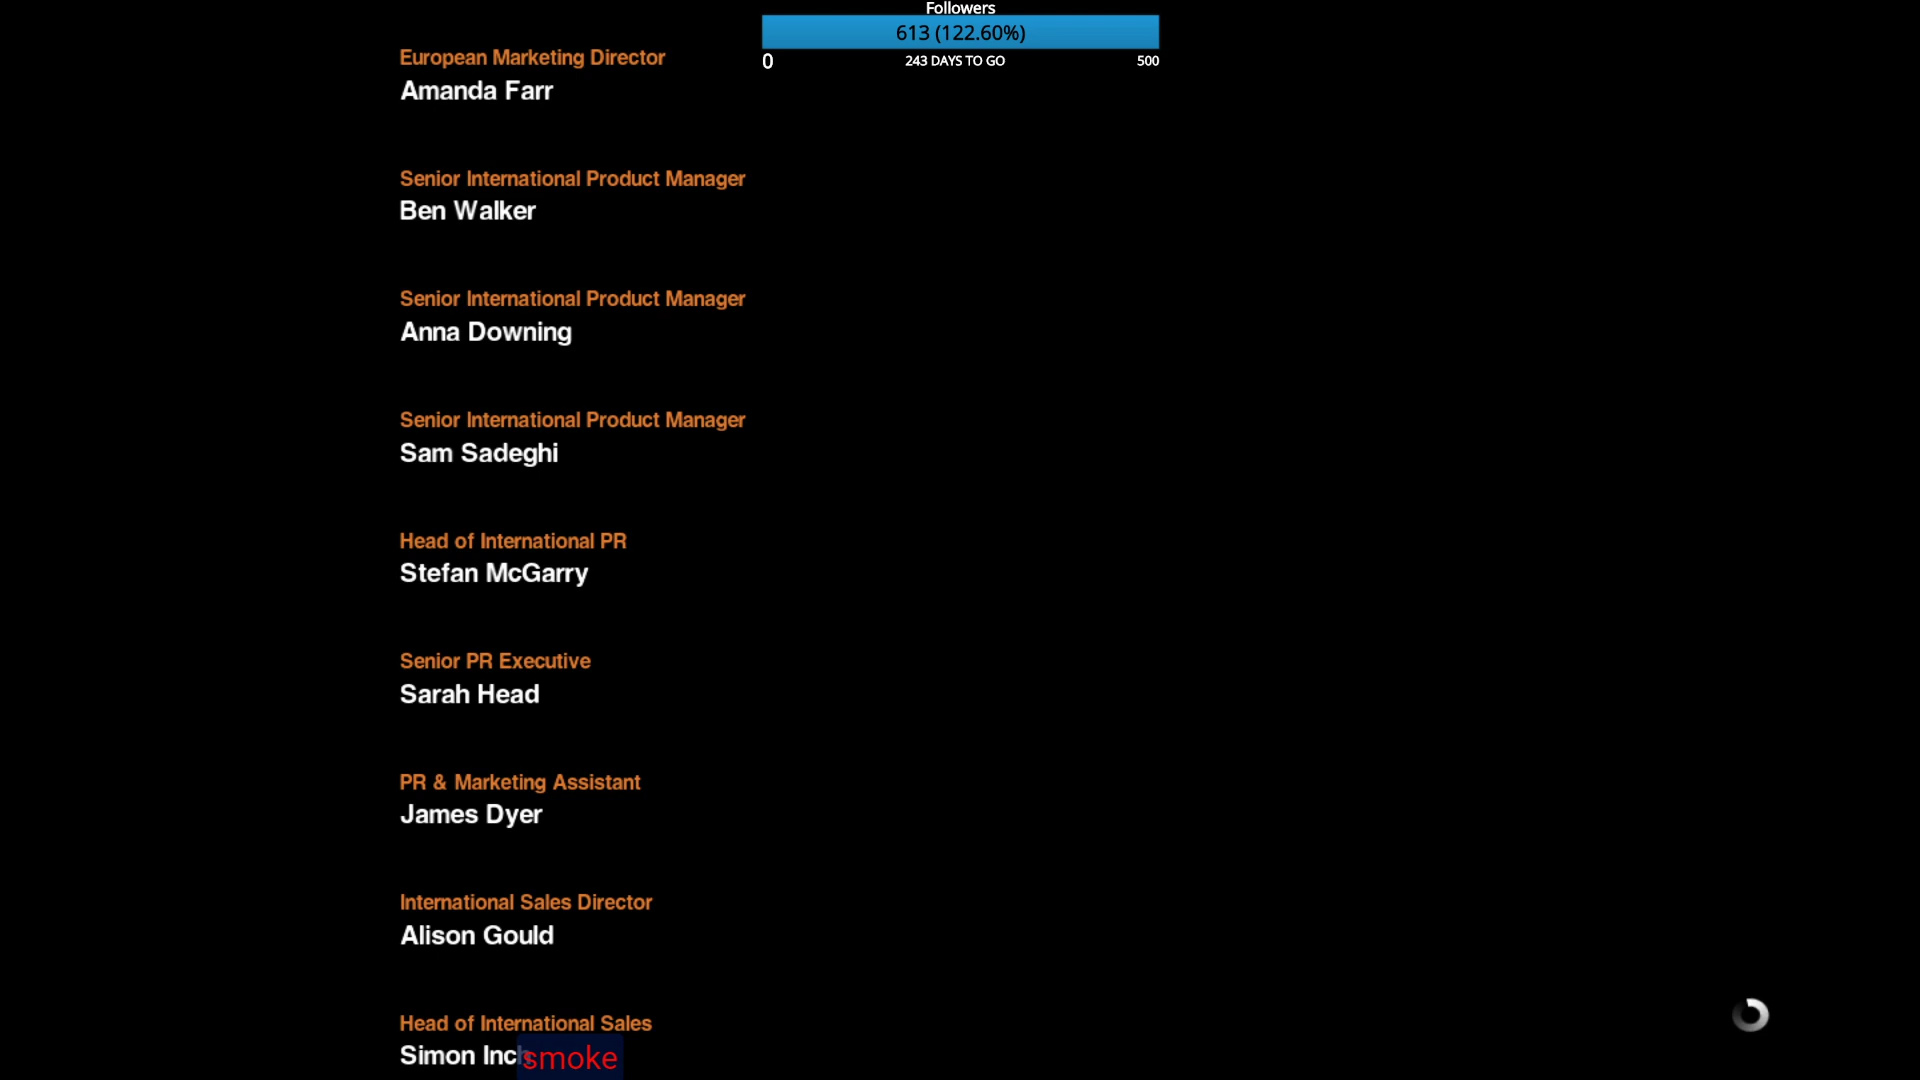 Followers
613 (122.60%)
0 243 DAYS TO GO 500
European Marketing Director
Amanda Farr
Senior International Product Manager
Ben Walker
Senior International Product Manager
Anna Downing
Senior International Product Manager
Sam Sadeghi
Head of International PR
Stefan McGarry
Senior PR Executive
Sarah Head
PR & Marketing Assistant
James Dyer
International Sales Director
Alison Gould
Head of International Sales
Simon
smoke